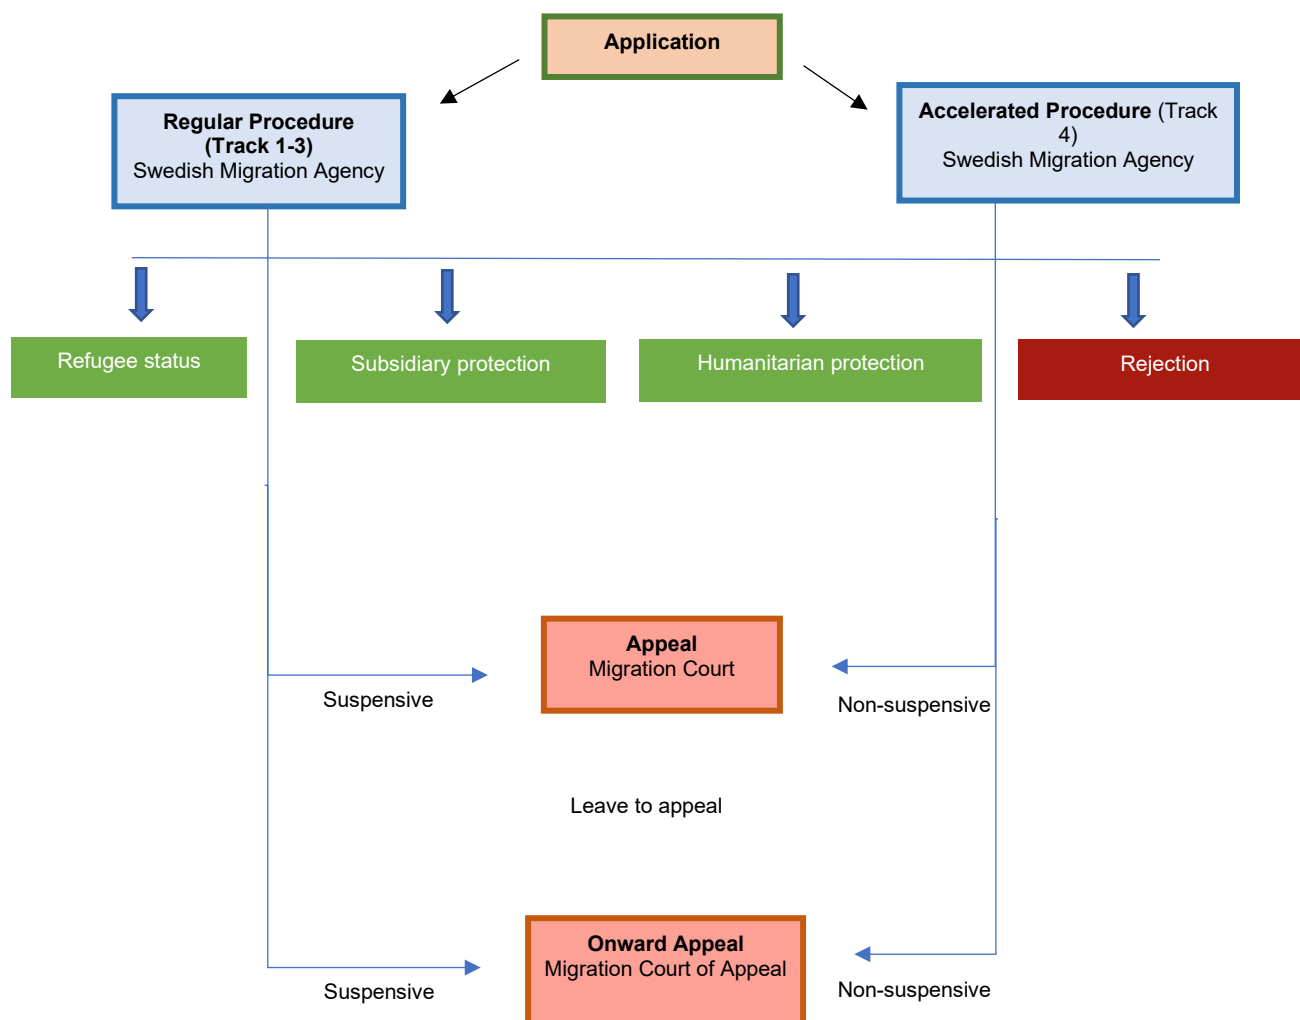 Application
Regular Procedure
(Track 1-3)
Swedish Migration Agency
Accelerated Procedure (Track
4)
Swedish Migration Agency
Refugee status
Subsidiary protection
Humanitarian protection
Rejection
Appeal
Migration Court
Suspensive
Non-suspensive
Leave to appeal
Onward Appeal
Migration Court of Appeal
Suspensive
Non-suspensive